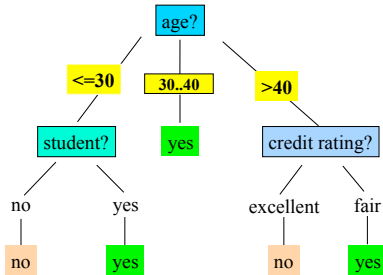 age?
<=30
30..40
>40
student?
yes
credit rating?
no
yes
excellent
fair
no
yes
no
yes